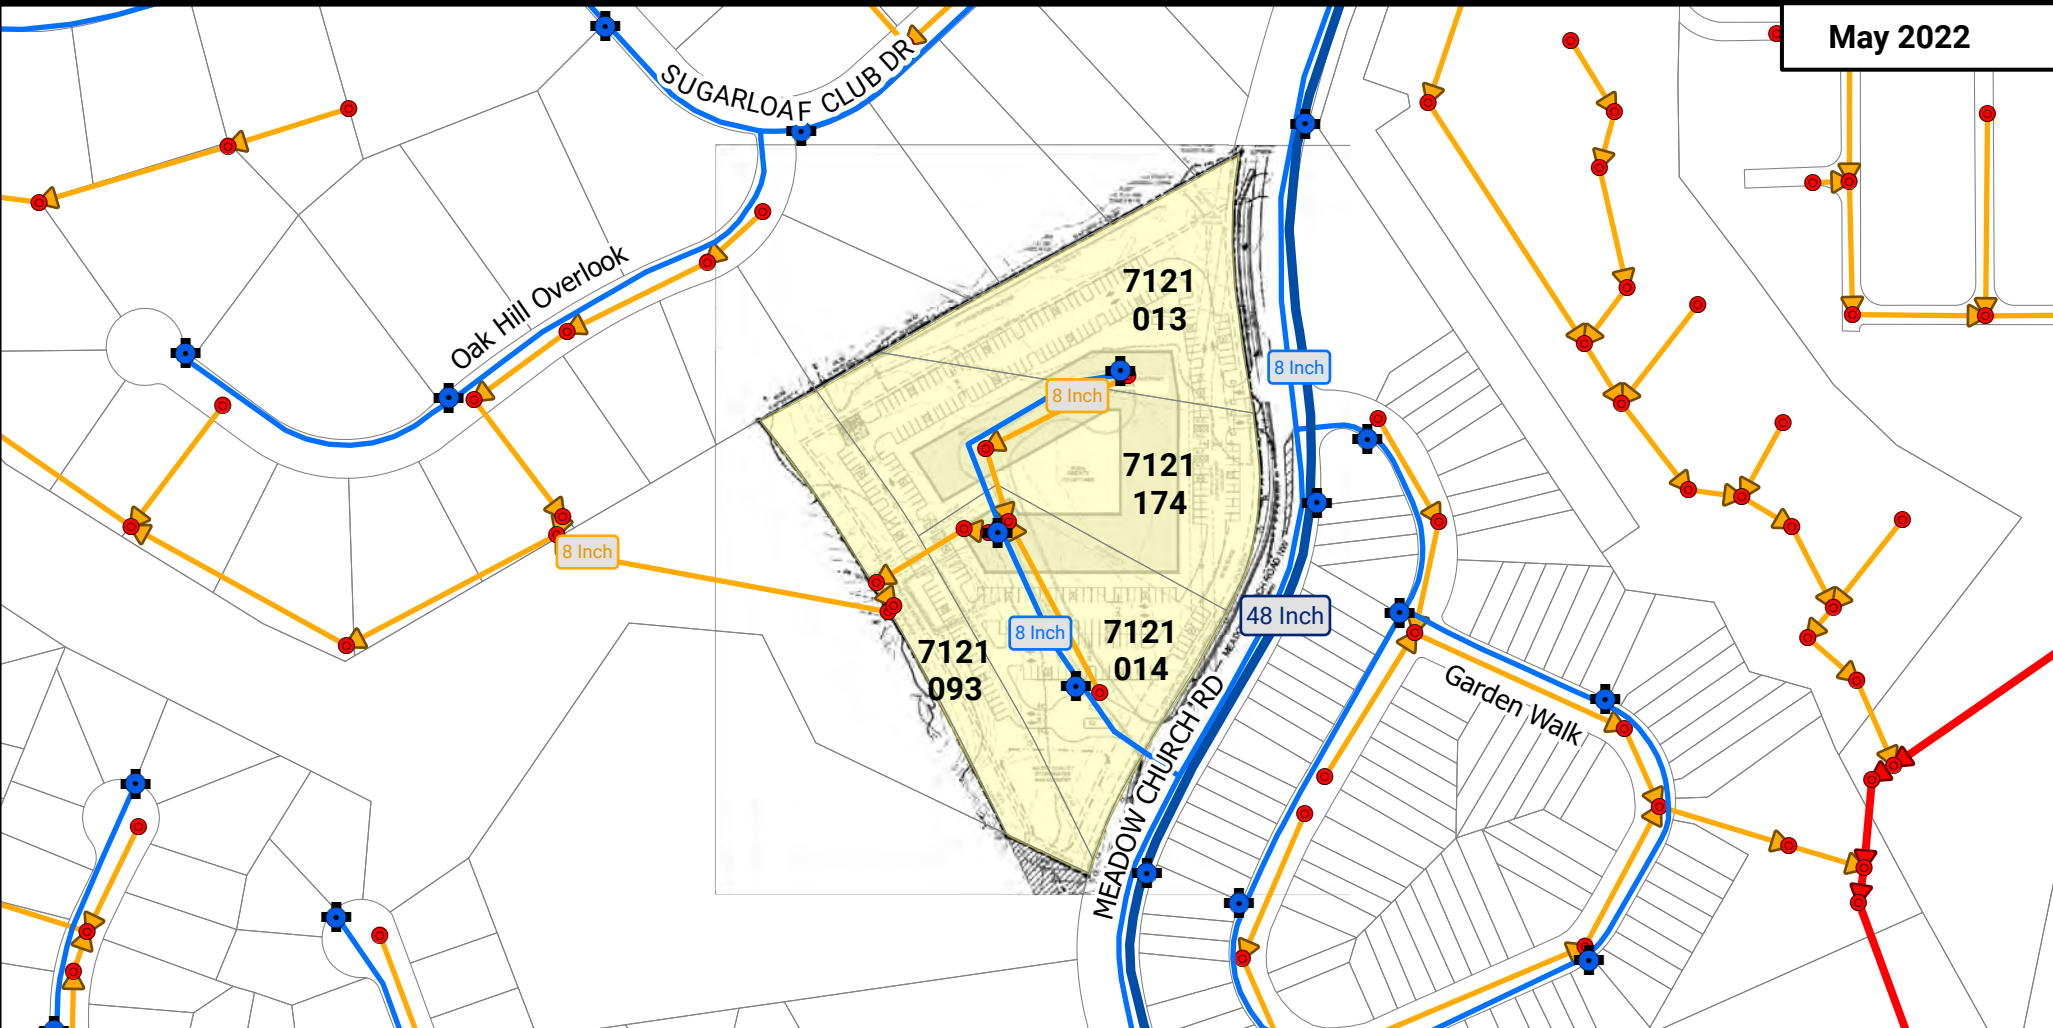 May 2022
SUGARLOAF CLUB DR
Oak Hill Overlook
7121
013
8 Inch
8 Inch
7121
174
8 Inch
48 Inch
8 Inch
7121
014
7121
093
Garden Walk
MEADOW CHURCH RD